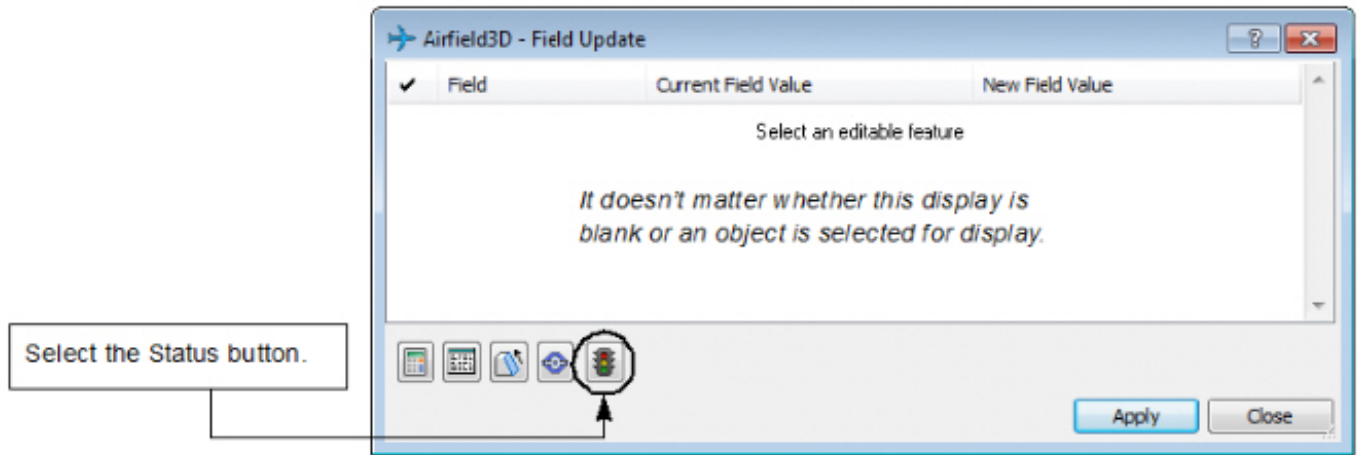 Airfield3D - Field Update
Field Current Field Value New Field Value
Select an editable feature
It doesn't matter whether this display is
blank or an object is selected for display.
Select the Status button.
Apply Close